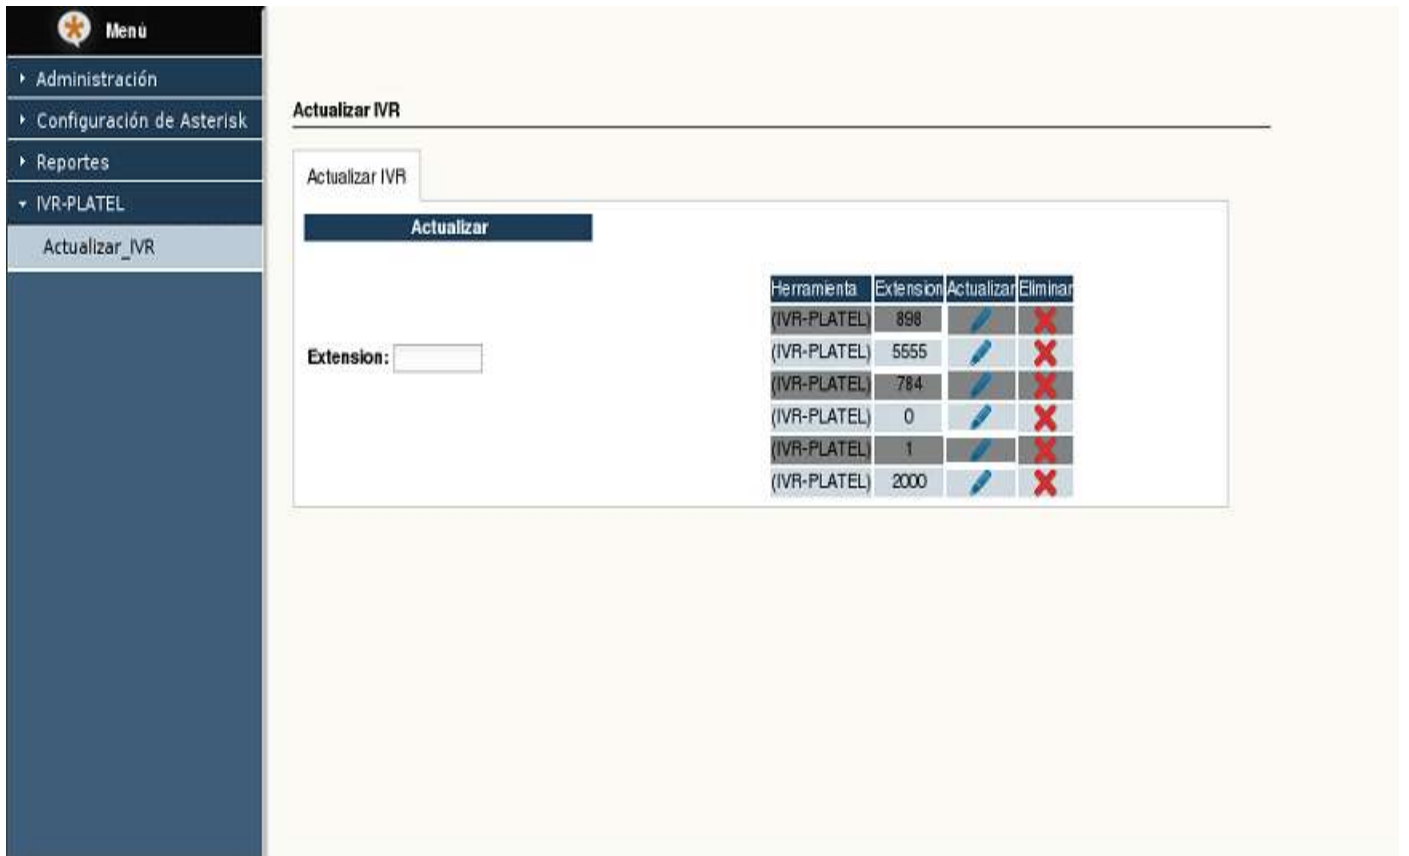 Menú
Administración
Configuración de Asterisk
Reportes
IVR-PLATEL
Actualizar_IVR
Actualizar IVR
Actualizar IVR
Actualizar
Extension:
Herramienta Extension Actualizar Eliminar
(IVR-PLATEL) 898
(IVR-PLATEL) 5555
(IVR-PLATEL) 784
(IVR-PLATEL) 0
(IVR-PLATEL) 1
(IVR-PLATEL) 2000